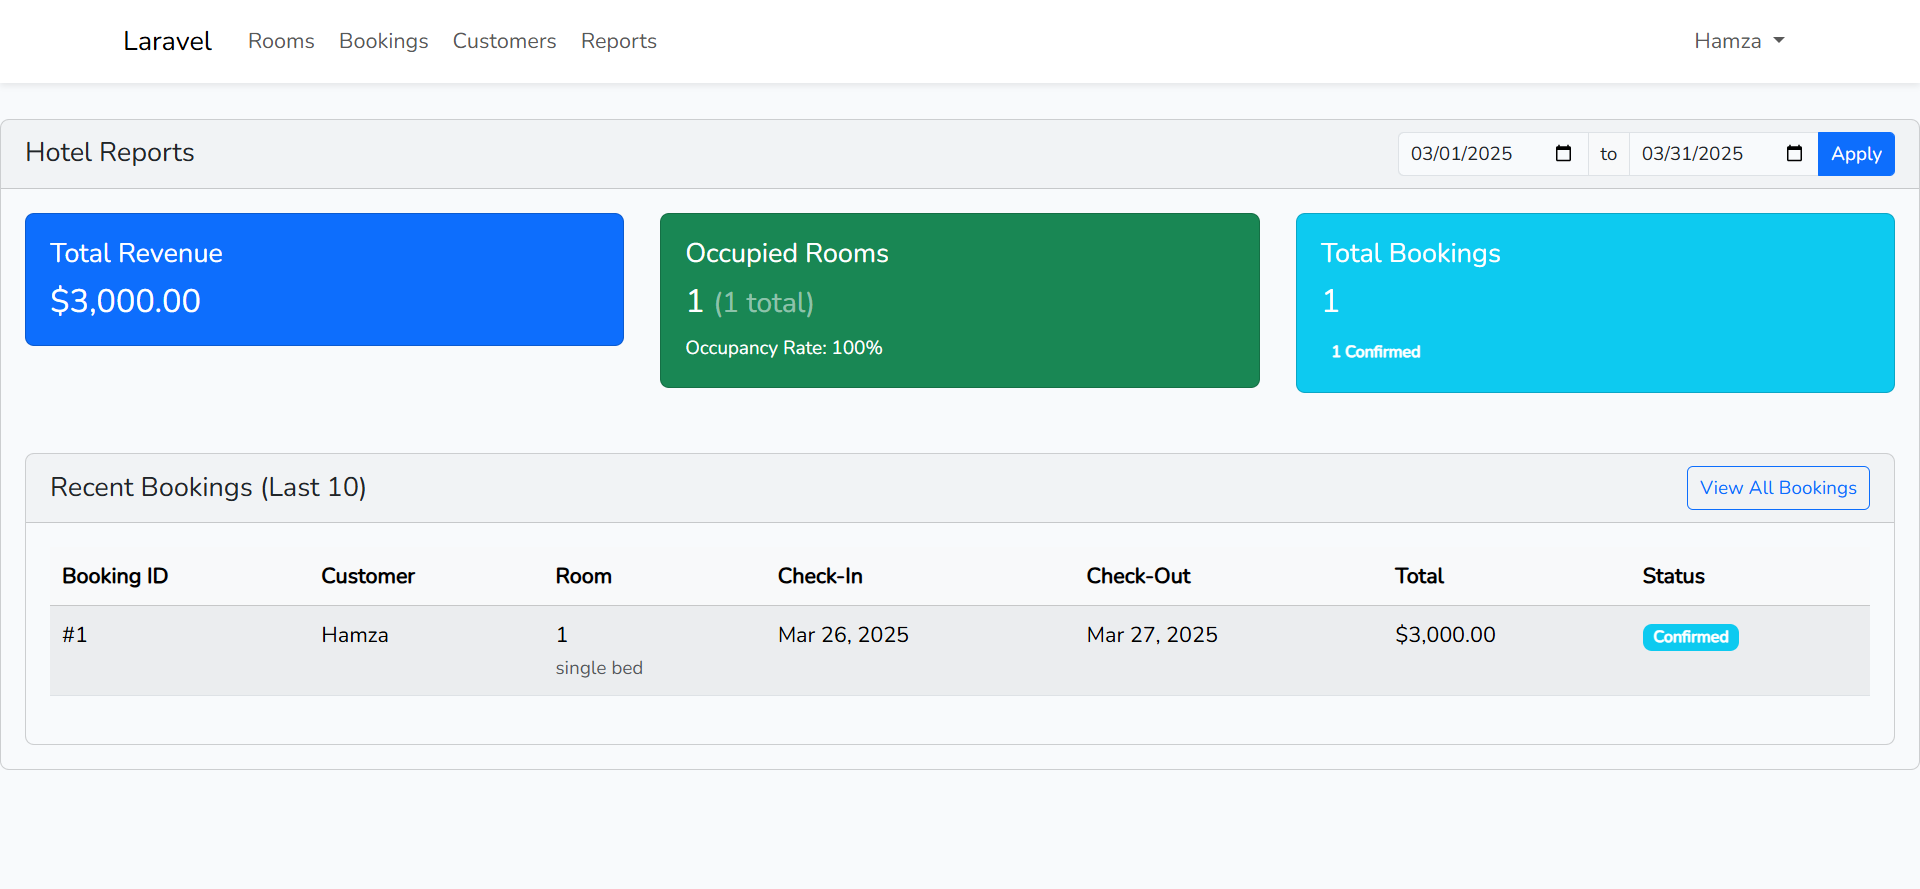 Laravel Rooms Bookings Customers Reports Hamza
Hotel Reports 03/01/2025 to 03/31/2025 Apply
Total Revenue
$3,000.00
Occupied Rooms
1 (1 total)
Occupancy Rate: 100%
Total Bookings
1
1 Confirmed
Recent Bookings (Last 10) View All Bookings
Booking ID Customer Room Check-In Check-Out Total Status
#1 Hamza 1 Mar 26, 2025 Mar 27, 2025 $3,000.00 Confirmed
single bed